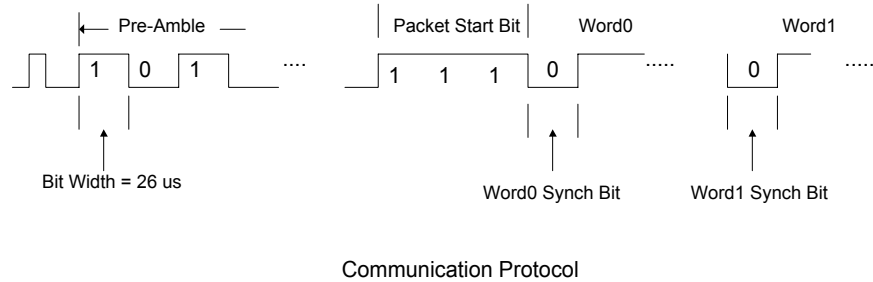 Pre-Amble Packet Start Bit Word0 Word1
1 0 1 .... 1 1 1 0 ..... 0 .....
Bit Width = 26 us
Word0 Synch Bit Word1 Synch Bit
Communication Protocol